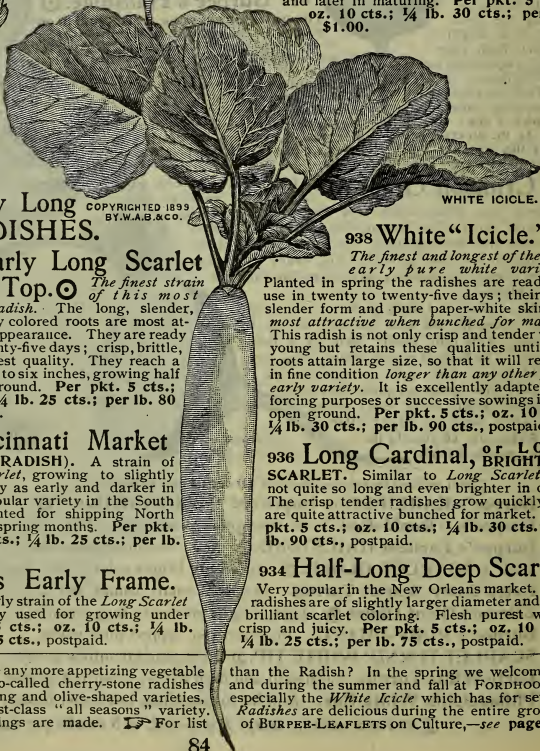 and later in maturing. Per pkt. 5
oz. 10 cts.; ¼ lb. 30 cts.; per
$1.00.
Long
DISHES.
COPYRIGHTED 1899
BY.W.A.B.&CO.
WHITE ICICLE.
arly Long Scarlet
Top.⊙ The finest strain
of this most
adish. The long, slender,
y colored roots are most at-
ppearance. They are ready
ty-five days; crisp, brittle,
est quality. They reach a
to six inches, growing half
round. Per pkt. 5 cts.;
¼ lb. 25 cts.; per lb. 80
cinnati Market
RADISH). A strain of
rlet, growing to slightly
y as early and darker in
pular variety in the South
nted for shipping North
spring months. Per pkt.
ts.; ¼ lb. 25 cts.; per lb.
s Early Frame.
rly strain of the Long Scarlet
y used for growing under
cts.; oz. 10 cts.; ¼ lb.
5 cts., postpaid.
938 White “Icicle.”
The finest and longest of the
early pure white vari
Planted in spring the radishes are read
use in twenty to twenty-five days; their
slender form and pure paper-white skin
most attractive when bunched for ma
This radish is not only crisp and tender
young but retains these qualities unti
roots attain large size, so that it will re
in fine condition longer than any other
early variety. It is excellently adapte
forcing purposes or successive sowings i
open ground. Per pkt. 5 cts.; oz. 10
¼ lb. 30 cts.; per lb. 90 cts., postpaid
936 Long Cardinal, or LO
BRIGHT
SCARLET. Similar to Long Scarlet
not quite so long and even brighter in c
The crisp tender radishes grow quickly
are quite attractive bunched for market.
pkt. 5 cts.; oz. 10 cts.; ¼ lb. 30 cts.
lb. 90 cts., postpaid.
934 Half-Long Deep Scar
Very popular in the New Orleans market.
radishes are of slightly larger diameter and
brilliant scarlet coloring. Flesh purest w
crisp and juicy. Per pkt. 5 cts.; oz. 10
¼ lb. 25 cts.; per lb. 75 cts., postpaid.
any more appetizing vegetable
o-called cherry-stone radishes
ng and olive-shaped varieties,
st-class “all seasons” variety.
ings are made. ☞ For list
than the Radish? In the spring we welcom
and during the summer and fall at FORDHOO
especially the White Icicle which has for se
Radishes are delicious during the entire gro
of BURPEE-LEAFLETS on Culture,—see page
84